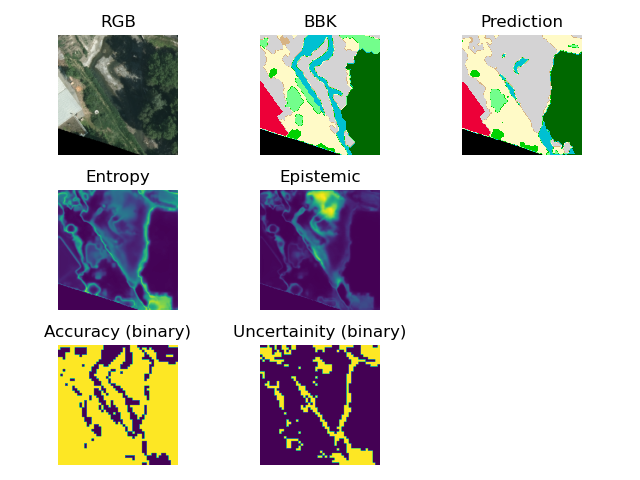 RGB
BBK
Prediction
Entropy
Epistemic
Accuracy (binary)
Uncertainity (binary)